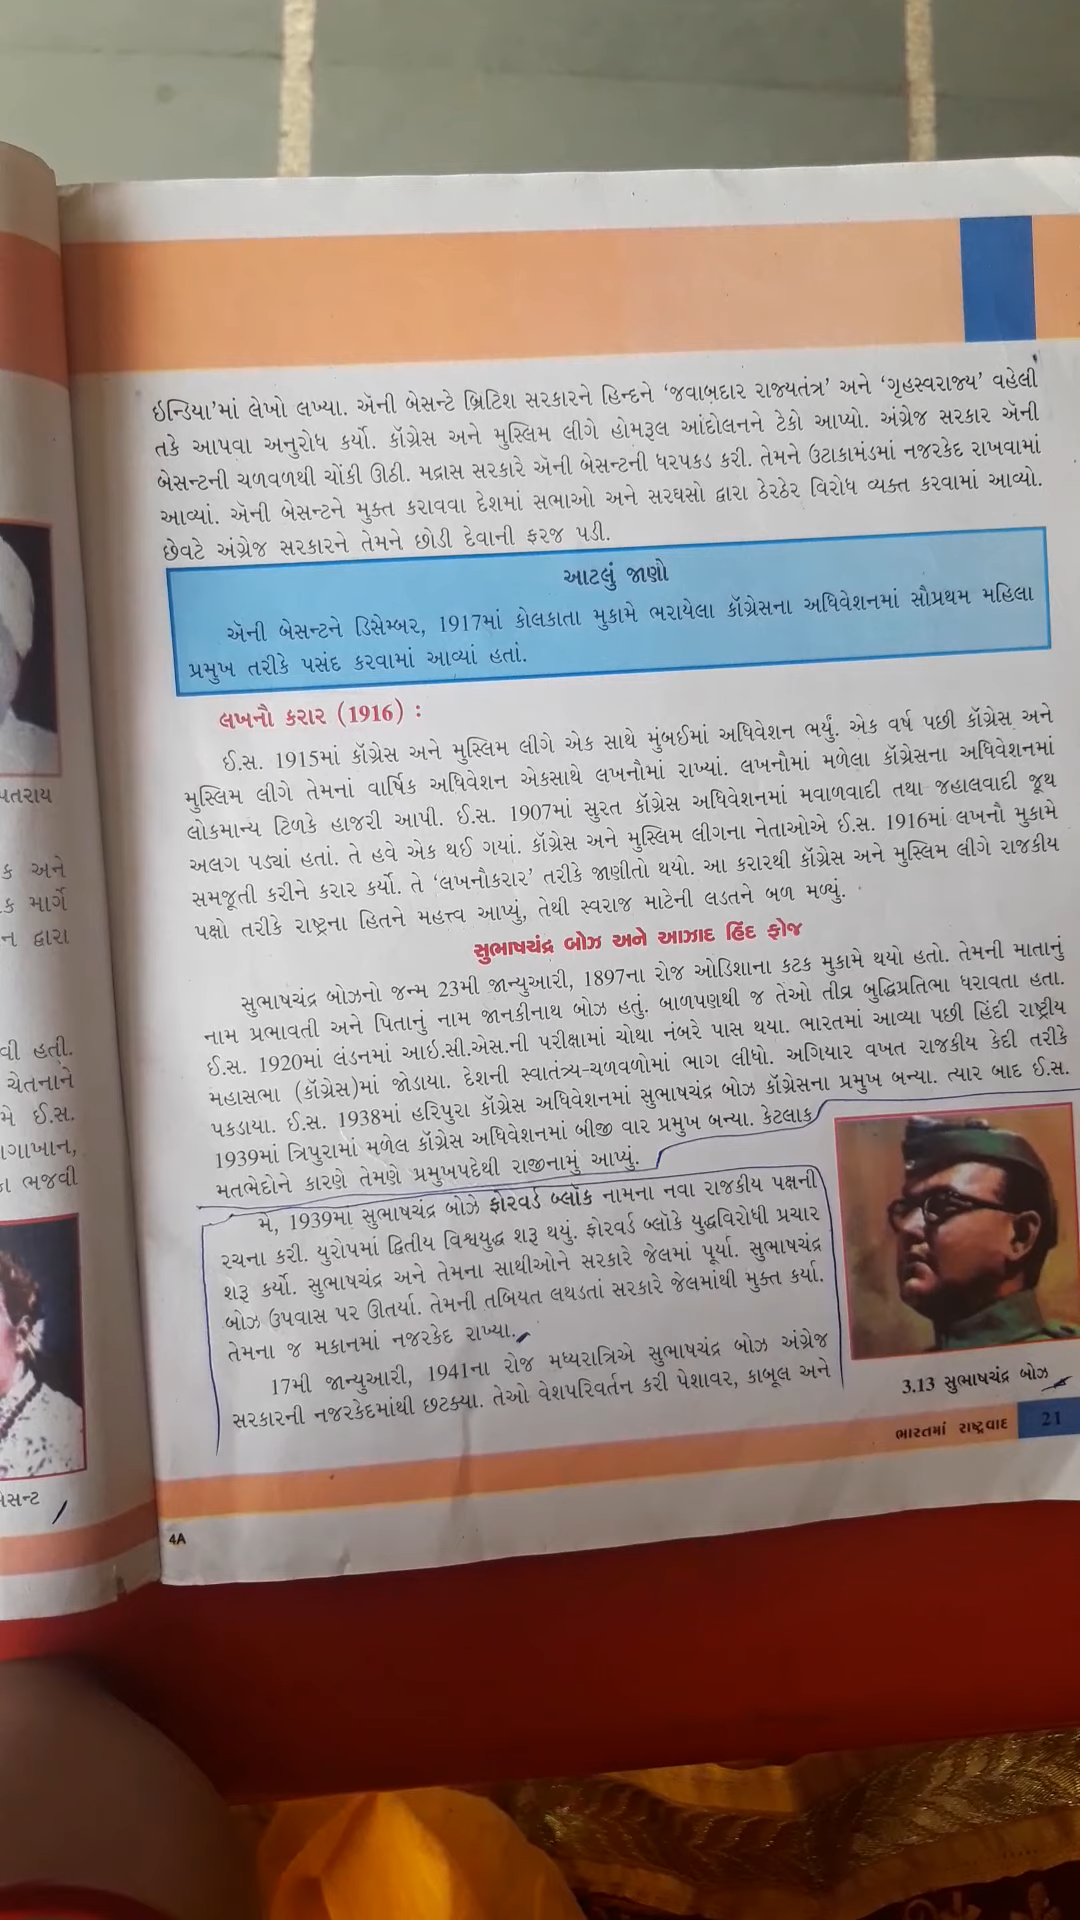 ઇન્ડિયા'માં લેખો લખ્યા. ઍની બેસન્ટે બ્રિટિશ સરકારને હિન્દને 'જવાબદાર રાજ્યતંત્ર' અને 'ગૃહસ્વરાજ્ય' વહેલી
તકે આપવા અનુરોધ કર્યો. કૉંગ્રેસ અને મુસ્લિમ લીગે હોમરૂલ આંદોલનને ટેકો આપ્યો. અંગ્રેજ સરકાર ઍની
બેસન્ટની ચળવળથી ચોંકી ઊઠી. મદ્રાસ સરકારે ઍની બેસન્ટની ધરપકડ કરી. તેમને ઉટાકામંડમાં નજરકેદ રાખવામાં
આવ્યાં. ઍની બેસન્ટને મુક્ત કરાવવા દેશમાં સભાઓ અને સરઘસો દ્વારા ઠેરઠેર વિરોધ વ્યક્ત કરવામાં આવ્યો.
છેવટે અંગ્રેજ સરકારને તેમને છોડી દેવાની ફરજ પડી.
આટલું જાણો
ઍની બેસન્ટને ડિસેમ્બર, 1917માં કોલકાતા મુકામે ભરાયેલા કૉંગ્રેસના અધિવેશનમાં સૌપ્રથમ મહિલા
પ્રમુખ તરીકે પસંદ કરવામાં આવ્યાં હતાં.
લખનૌ કરાર (1916) :
ઈ.સ. 1915માં કૉંગ્રેસ અને મુસ્લિમ લીગે એક સાથે મુંબઈમાં અધિવેશન ભર્યું. એક વર્ષ પછી કૉંગ્રેસ અને
મુસ્લિમ લીગે તેમનાં વાર્ષિક અધિવેશન એકસાથે લખનૌમાં રાખ્યાં. લખનૌમાં મળેલા કૉંગ્રેસના અધિવેશનમાં
લોકમાન્ય ટિળકે હાજરી આપી. ઈ.સ. 1907માં સુરત કૉંગ્રેસ અધિવેશનમાં મવાળવાદી તથા જહાલવાદી જૂથ
અલગ પડ્યાં હતાં. તે હવે એક થઈ ગયાં. કૉંગ્રેસ અને મુસ્લિમ લીગના નેતાઓએ ઈ.સ. 1916માં લખનૌ મુકામે
સમજૂતી કરીને કરાર કર્યો. તે 'લખનૌકરાર' તરીકે જાણીતો થયો. આ કરારથી કૉંગ્રેસ અને મુસ્લિમ લીગે રાજકીય
પક્ષો તરીકે રાષ્ટ્રના હિતને મહત્ત્વ આપ્યું, તેથી સ્વરાજ માટેની લડતને બળ મળ્યું.
સુભાષચંદ્ર બોઝ અને આઝાદ હિંદ ફોજ
સુભાષચંદ્ર બોઝનો જન્મ 23મી જાન્યુઆરી, 1897ના રોજ ઓડિશાના કટક મુકામે થયો હતો. તેમની માતાનું
નામ પ્રભાવતી અને પિતાનું નામ જાનકીનાથ બોઝ હતું. બાળપણથી જ તેઓ તીવ્ર બુદ્ધિપ્રતિભા ધરાવતા હતા.
ઈ.સ. 1920માં લંડનમાં આઇ.સી.એસ.ની પરીક્ષામાં ચોથા નંબરે પાસ થયા. ભારતમાં આવ્યા પછી હિંદી રાષ્ટ્રીય
મહાસભા (કૉંગ્રેસ)માં જોડાયા. દેશની સ્વાતંત્ર્ય-ચળવળોમાં ભાગ લીધો. અગિયાર વખત રાજકીય કેદી તરીકે
પકડાયા. ઈ.સ. 1938માં હરિપુરા કૉંગ્રેસ અધિવેશનમાં સુભાષચંદ્ર બોઝ કૉંગ્રેસના પ્રમુખ બન્યા. ત્યાર બાદ ઈ.સ.
1939માં ત્રિપુરામાં મળેલ કૉંગ્રેસ અધિવેશનમાં બીજી વાર પ્રમુખ બન્યા. કેટલાક
મતભેદોને કારણે તેમણે પ્રમુખપદેથી રાજીનામું આપ્યું.
મે, 1939મા સુભાષચંદ્ર બોઝે ફોરવર્ડ બ્લૉક નામના નવા રાજકીય પક્ષની
રચના કરી. યુરોપમાં દ્વિતીય વિશ્વયુદ્ધ શરૂ થયું. ફોરવર્ડ બ્લૉકે યુદ્ધવિરોધી પ્રચાર
શરૂ કર્યો. સુભાષચંદ્ર અને તેમના સાથીઓને સરકારે જેલમાં પૂર્યા. સુભાષચંદ્ર
બોઝ ઉપવાસ પર ઊતર્યા. તેમની તબિયત લથડતાં સરકારે જેલમાંથી મુક્ત કર્યા.
તેમના જ મકાનમાં નજરકેદ રાખ્યા.
17મી જાન્યુઆરી, 1941ના રોજ મધ્યરાત્રિએ સુભાષચંદ્ર બોઝ અંગ્રેજ
સરકારની નજરકેદમાંથી છટક્યા. તેઓ વેશપરિવર્તન કરી પેશાવર, કાબૂલ અને
3.13 સુભાષચંદ્ર બોઝ
ભારતમાં રાષ્ટ્રવાદ 21
4A
અને
માર્ગે
દ્વારા
હતી.
ચેતનાને
ઈ.સ.
ભજવી